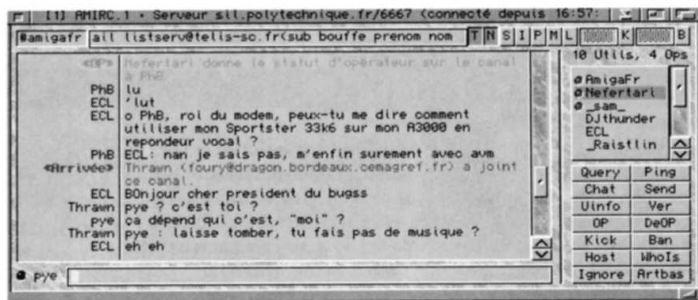 [1] AMIRC.1 • Serveur sil.polytechnique.fr/6667 (connecté depuis 16:57:
#amigafr ail listserv@telis-sc.fr(sub bouffe prenom nom T N S I P M L K B
10 Utils, 4 Ops
«OP» Nefertari donne le statut d'opérateur sur le canal
à PhB
PhB lu
ECL 'lut
ECL o PhB, roi du modem, peux-tu me dire comment
utiliser mon Sportster 33k6 sur mon A3000 en
repondeur vocal ?
PhB ECL: nan je sais pas, m'enfin surement avec avm
«Arrivée» Thrawn (foury@dragon.bordeaux.cemagref.fr) a joint
ce canal.
ECL BOnjour cher president du bugss
Thrawn pye ? c'est toi ?
pye ça dépend qui c'est, "moi" ?
Thrawn pye : laisse tomber, tu fais pas de musique ?
ECL eh eh
AmigaFr
Nefertari
_sam_
DJthunder
ECL
_Raistlin
Query Ping
Chat Send
Uinfo Ver
OP DeOP
Kick Ban
Host WhoIs
Ignore Artbas
pye